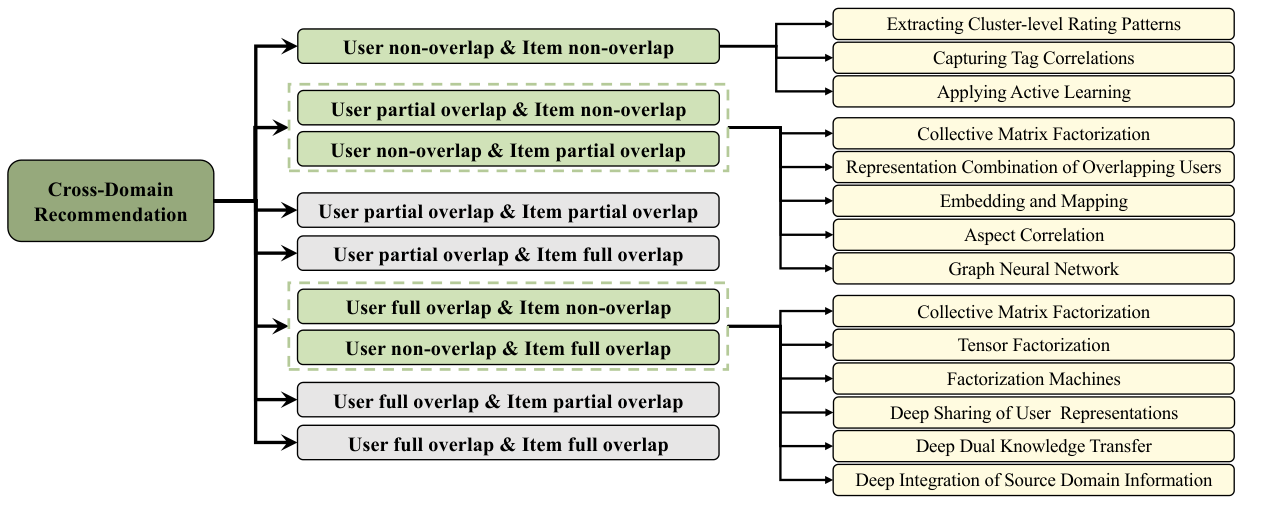 Cross-Domain
Recommendation
User non-overlap & Item non-overlap
User partial overlap & Item non-overlap
User non-overlap & Item partial overlap
User partial overlap & Item partial overlap
User partial overlap & Item full overlap
User full overlap & Item non-overlap
User non-overlap & Item full overlap
User full overlap & Item partial overlap
User full overlap & Item full overlap
Extracting Cluster-level Rating Patterns
Capturing Tag Correlations
Applying Active Learning
Collective Matrix Factorization
Representation Combination of Overlapping Users
Embedding and Mapping
Aspect Correlation
Graph Neural Network
Collective Matrix Factorization
Tensor Factorization
Factorization Machines
Deep Sharing of User Representations
Deep Dual Knowledge Transfer
Deep Integration of Source Domain Information